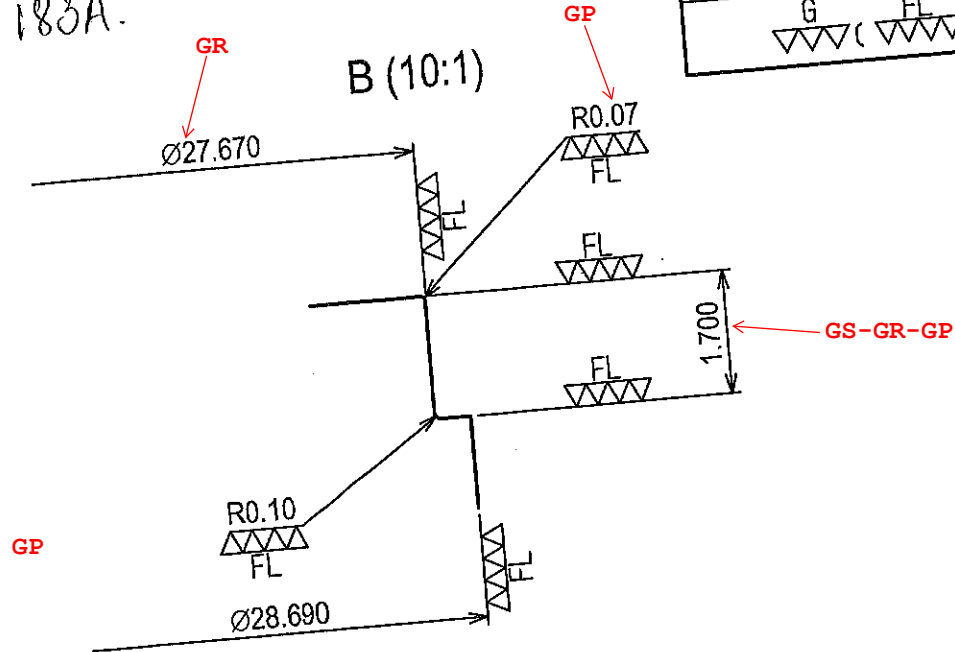 183A.
GR
GP
G ( FL
B (10:1)
R0.07
FL
Ø27.670
FL
FL
1.700
GS-GR-GP
FL
R0.10
FL
GP
FL
Ø28.690